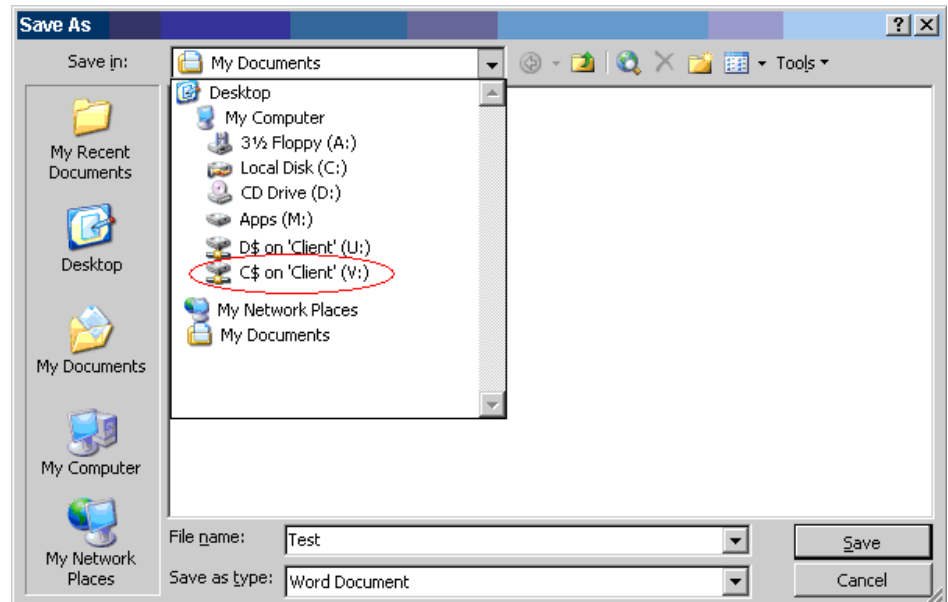 Save As
Save in:
My Documents
Tools
Desktop
My Computer
3½ Floppy (A:)
Local Disk (C:)
CD Drive (D:)
Apps (M:)
D$ on 'Client' (U:)
C$ on 'Client' (V:)
My Network Places
My Documents
My Recent
Documents
Desktop
My Documents
My Computer
My Network
Places
File name:
Test
Save
Save as type:
Word Document
Cancel